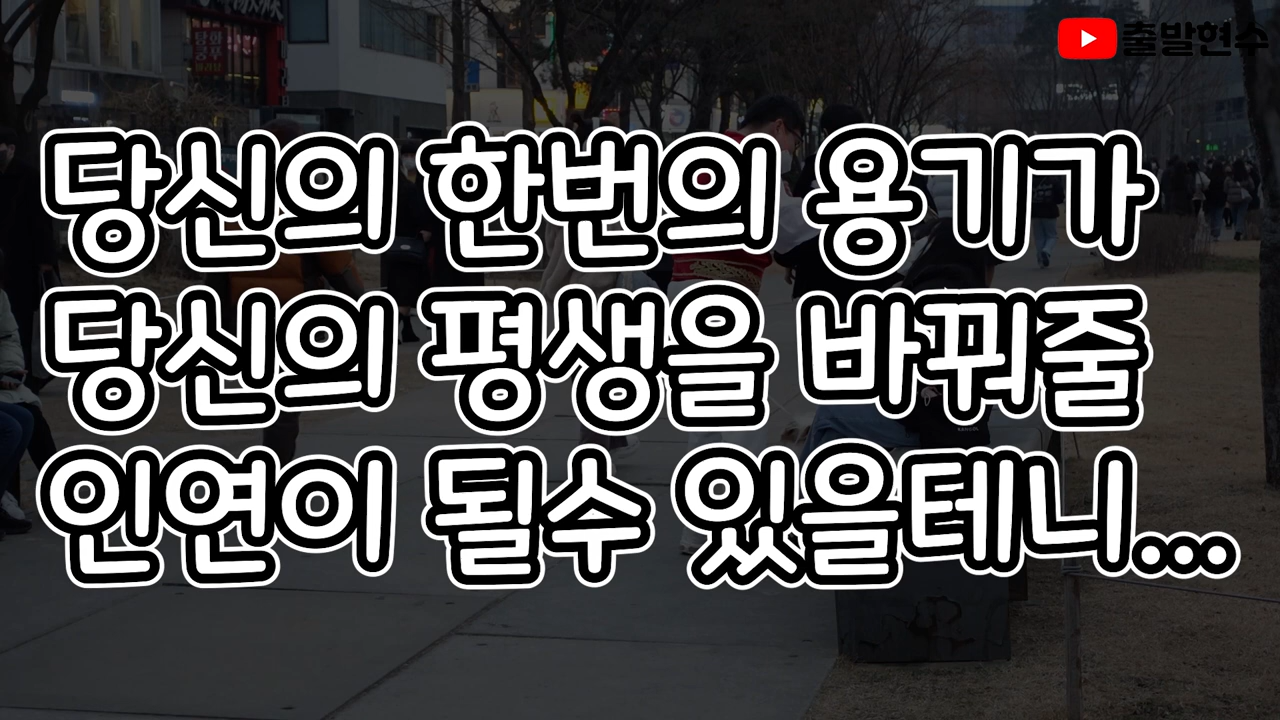 출발현수
당신의 한번의 용기가
당신의 평생을 바꿔줄
인연이 될수 있을테니...